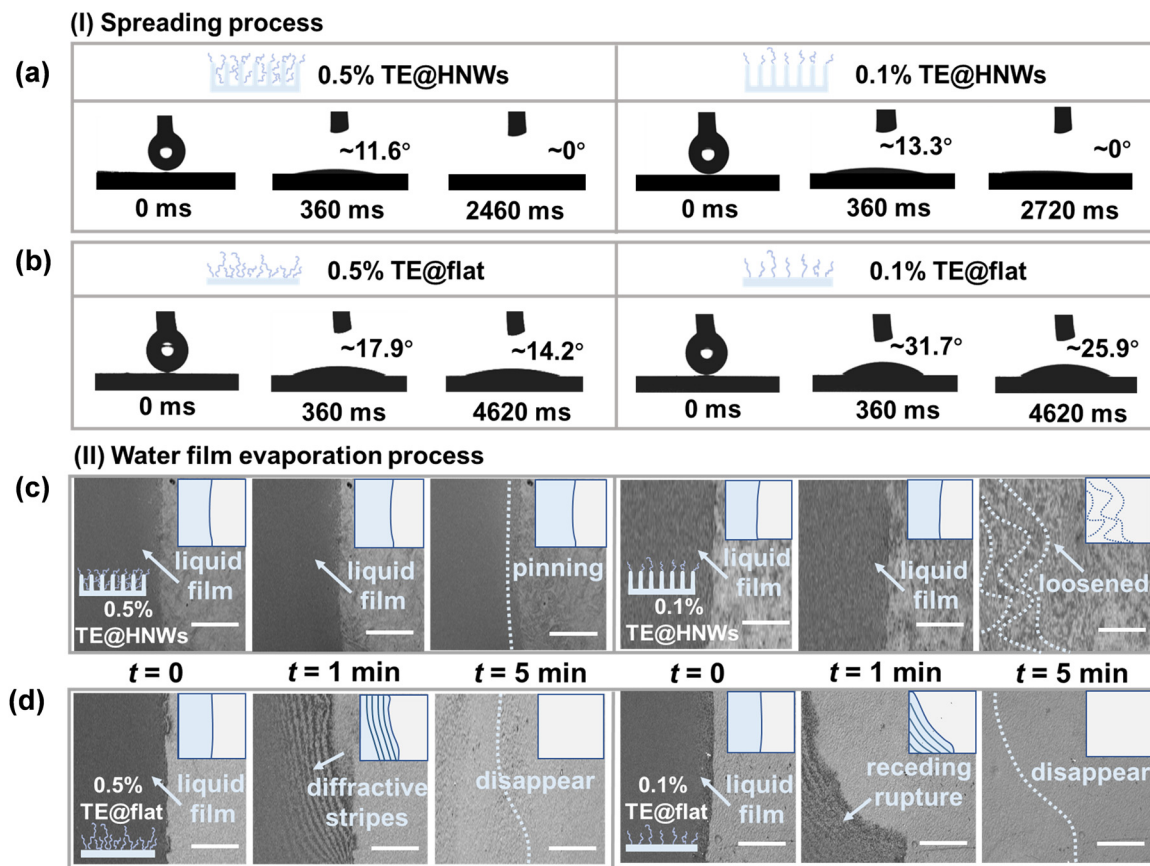 (I) Spreading process
(a)
0.5% TE@HNWs
0.1% TE@HNWs
~11.6°
~0°
~13.3°
~0°
0 ms
360 ms
2460 ms
0 ms
360 ms
2720 ms
(b)
0.5% TE@flat
0.1% TE@flat
~17.9°
~14.2°
~31.7°
~25.9°
0 ms
360 ms
4620 ms
0 ms
360 ms
4620 ms
(II) Water film evaporation process
(c)
liquid
film
0.5%
TE@HNWs
liquid
film
pinning
liquid
film
0.1%
TE@HNWs
liquid
film
loosened
t = 0
t = 1 min
t = 5 min
t = 0
t = 1 min
t = 5 min
(d)
0.5%
TE@flat
liquid
film
diffractive
stripes
disappear
0.1%
TE@flat
liquid
film
receding
rupture
disappear